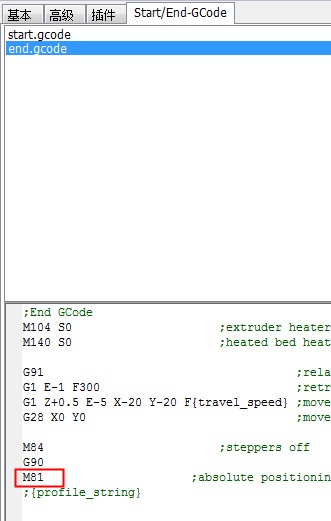 基本 高级 插件 Start/End-GCode
start.gcode
end.gcode
;End GCode
M104 S0 ;extruder heater
M140 S0 ;heated bed heat
G91 ;rela
G1 E-1 F300 ;retr
G1 Z+0.5 E-5 X-20 Y-20 F{travel_speed} ;move
G28 X0 Y0 ;move
M84 ;steppers off
G90
M81 ;absolute positionin
;{profile_string}